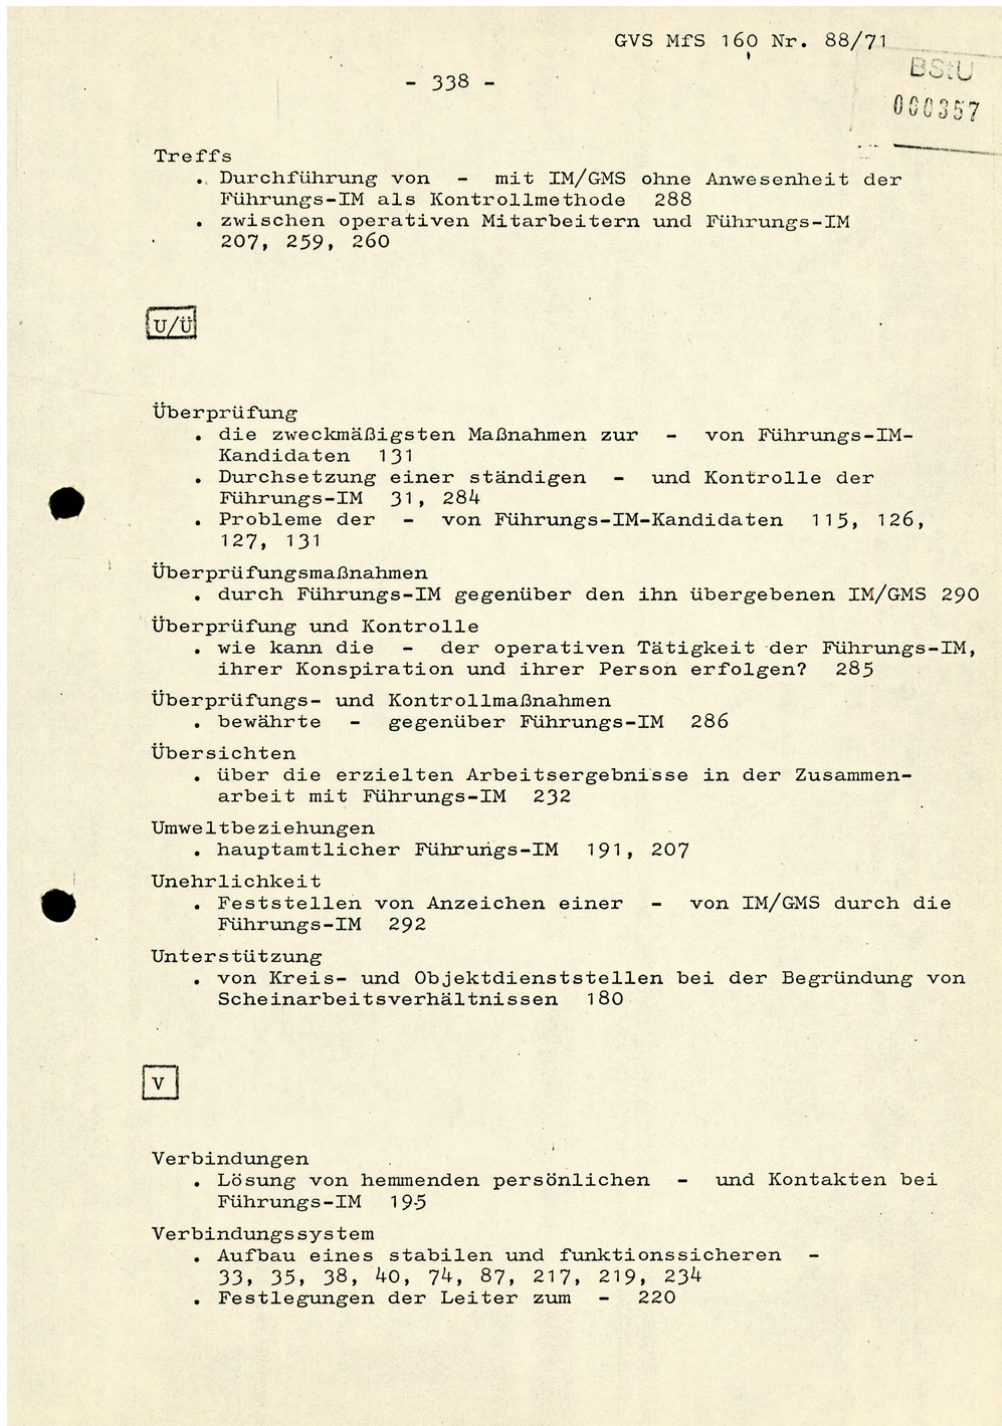 GVS MfS 160 Nr. 88/71
BStU
000357
- 338 -
Treffs
. Durchführung von - mit IM/GMS ohne Anwesenheit der
Führungs-IM als Kontrollmethode 288
. zwischen operativen Mitarbeitern und Führungs-IM
207, 259, 260
U/Ü
Überprüfung
. die zweckmäßigsten Maßnahmen zur - von Führungs-IM-
Kandidaten 131
. Durchsetzung einer ständigen - und Kontrolle der
Führungs-IM 31, 284
. Probleme der - von Führungs-IM-Kandidaten 115, 126,
127, 131
Überprüfungsmaßnahmen
. durch Führungs-IM gegenüber den ihn übergebenen IM/GMS 290
Überprüfung und Kontrolle
. wie kann die - der operativen Tätigkeit der Führungs-IM,
ihrer Konspiration und ihrer Person erfolgen? 285
Überprüfungs- und Kontrollmaßnahmen
. bewährte - gegenüber Führungs-IM 286
Übersichten
. über die erzielten Arbeitsergebnisse in der Zusammen-
arbeit mit Führungs-IM 232
Umweltbeziehungen
. hauptamtlicher Führungs-IM 191, 207
Unehrlichkeit
. Feststellen von Anzeichen einer - von IM/GMS durch die
Führungs-IM 292
Unterstützung
. von Kreis- und Objektdienststellen bei der Begründung von
Scheinarbeitsverhältnissen 180
V
Verbindungen
. Lösung von hemmenden persönlichen - und Kontakten bei
Führungs-IM 195
Verbindungssystem
. Aufbau eines stabilen und funktionssicheren -
33, 35, 38, 40, 74, 87, 217, 219, 234
. Festlegungen der Leiter zum - 220